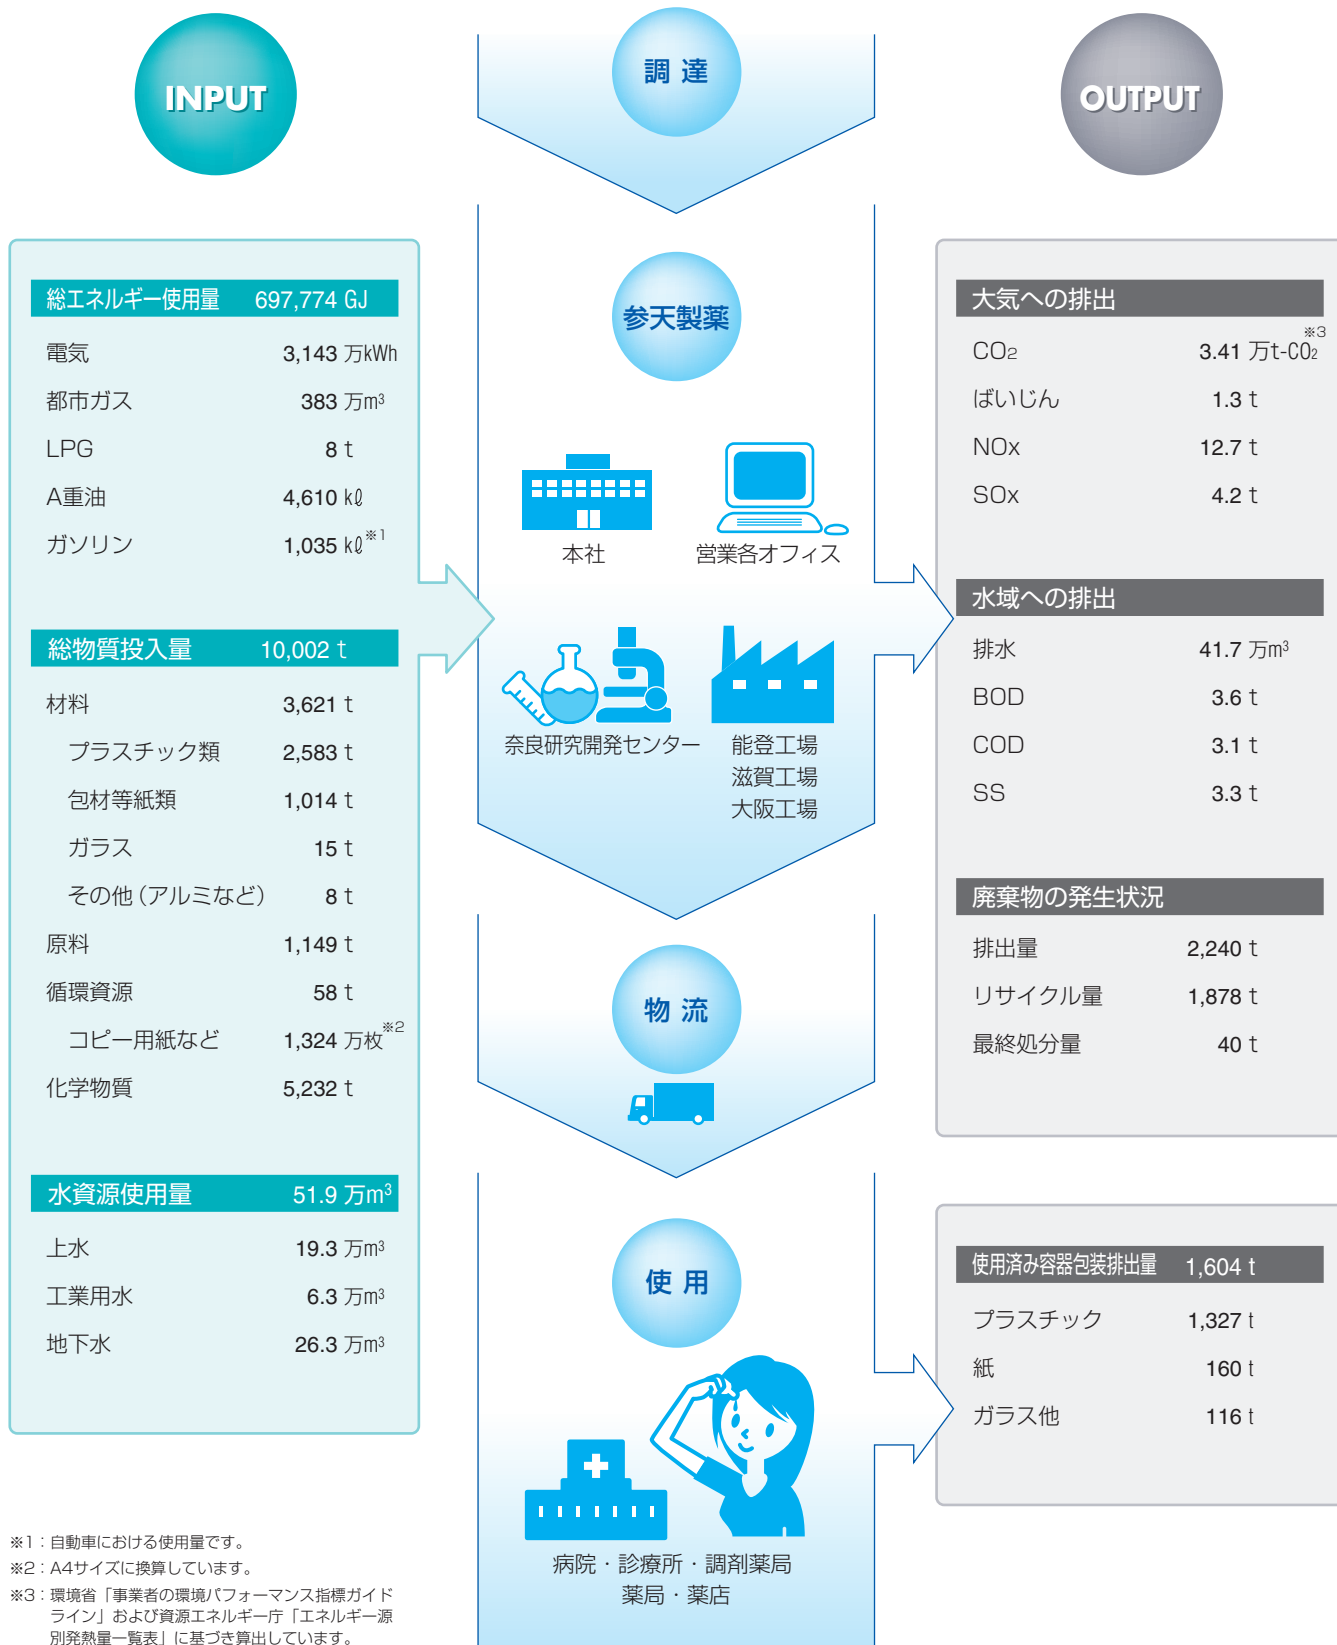 INPUT
調達
OUTPUT
総エネルギー使用量 697,774 GJ
電気 3,143 万kWh
都市ガス 383 万m³
LPG 8 t
A重油 4,610 kℓ
ガソリン 1,035 kℓ※1
総物質投入量 10,002 t
材料 3,621 t
プラスチック類 2,583 t
包材等紙類 1,014 t
ガラス 15 t
その他(アルミなど) 8 t
原料 1,149 t
循環資源 58 t
コピー用紙など 1,324 万枚※2
化学物質 5,232 t
水資源使用量 51.9 万m³
上水 19.3 万m³
工業用水 6.3 万m³
地下水 26.3 万m³
参天製薬
本社
営業各オフィス
奈良研究開発センター
能登工場
滋賀工場
大阪工場
物流
使用
病院・診療所・調剤薬局
薬局・薬店
大気への排出
CO₂ 3.41 万t-CO₂※3
ばいじん 1.3 t
NOx 12.7 t
SOx 4.2 t
水域への排出
排水 41.7 万m³
BOD 3.6 t
COD 3.1 t
SS 3.3 t
廃棄物の発生状況
排出量 2,240 t
リサイクル量 1,878 t
最終処分量 40 t
使用済み容器包装排出量 1,604 t
プラスチック 1,327 t
紙 160 t
ガラス他 116 t
※1：自動車における使用量です。
※2：A4サイズに換算しています。
※3：環境省「事業者の環境パフォーマンス指標ガイド
ライン」および資源エネルギー庁「エネルギー源
別発熱量一覧表」に基づき算出しています。